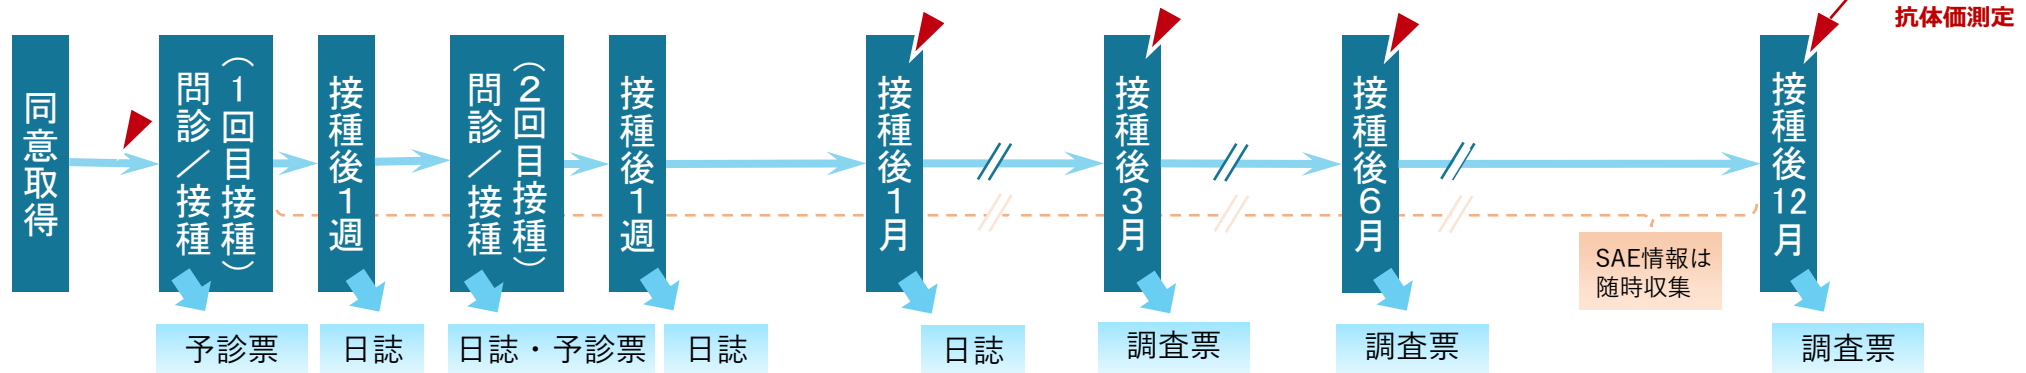 抗体価測定
同意取得
問診／接種
（１回目接種）
接種後１週
問診／接種
（２回目接種）
接種後１週
接種後１月
接種後３月
接種後６月
接種後12月
SAE情報は
随時収集
予診票
日誌
日誌・予診票
日誌
日誌
調査票
調査票
調査票